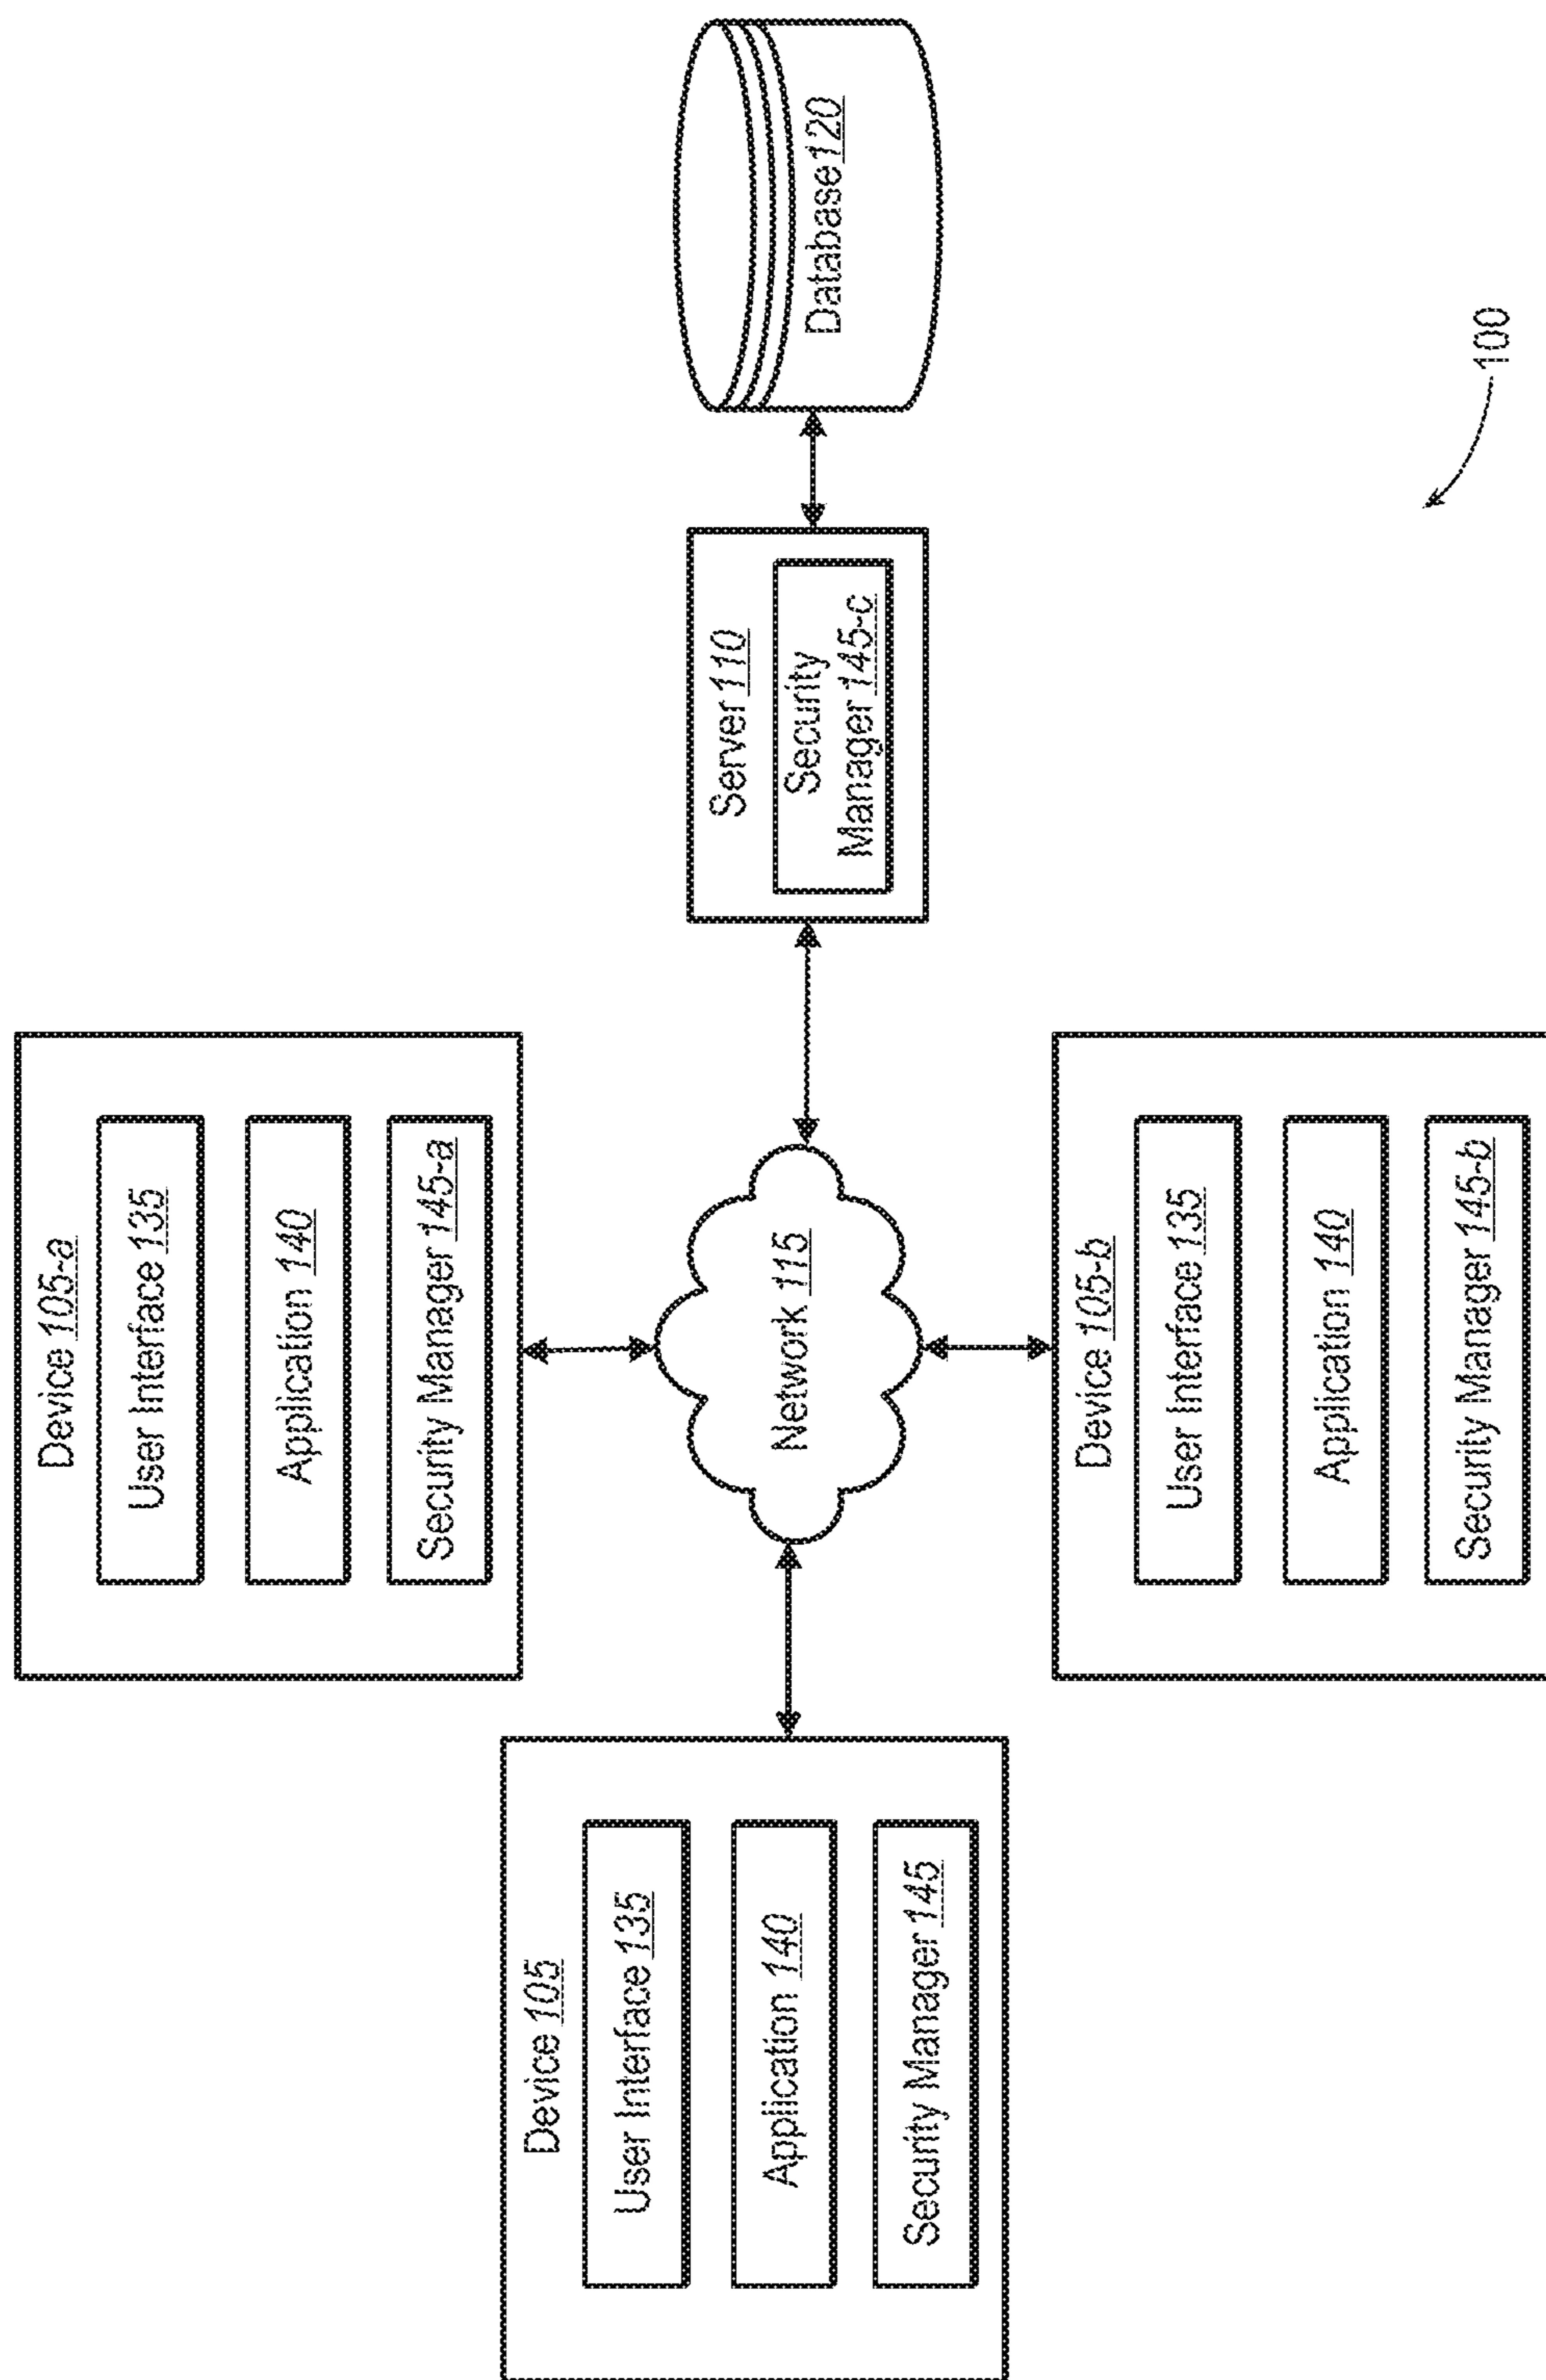 Device 105-a
User Interface 135
Application 140
Security Manager 145-a
Device 105
User Interface 135
Application 140
Security Manager 145
Network 115
Server 110
Security
Manager 145-c
Database 120
Device 105-b
User Interface 135
Application 140
Security Manager 145-b
100